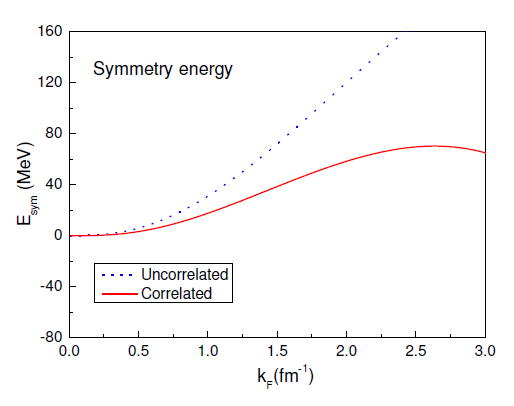 160
Symmetry energy
120
80
40
0
-40
-80
E_sym (MeV)
Uncorrelated
Correlated
0.0 0.5 1.0 1.5 2.0 2.5 3.0
k_F(fm⁻¹)